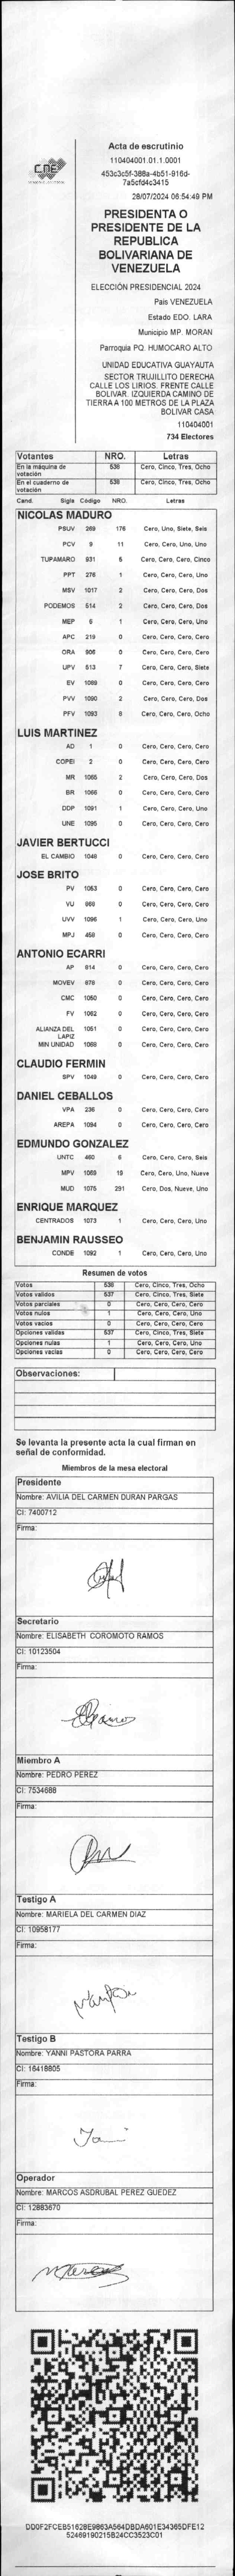 CNE
Acta de escrutinio
110404001.01.1.0001
453c3c5f-388a-4b51-916d-
7a5cfd4c3415
28/07/2024 06:54:49 PM
PRESIDENTA O
PRESIDENTE DE LA
REPUBLICA
BOLIVARIANA DE
VENEZUELA
ELECCIÓN PRESIDENCIAL 2024
País VENEZUELA
Estado EDO. LARA
Municipio MP. MORAN
Parroquia PQ. HUMOCARO ALTO
UNIDAD EDUCATIVA GUAYAUTA
SECTOR TRUJILLITO DERECHA
CALLE LOS LIRIOS. FRENTE CALLE
BOLIVAR. IZQUIERDA CAMINO DE
TIERRA A 100 METROS DE LA PLAZA
BOLIVAR CASA
110404001
734 Electores
Votantes NRO. Letras
En la máquina de votación 538 Cero, Cinco, Tres, Ocho
En el cuaderno de votación 538 Cero, Cinco, Tres, Ocho
Cand. Sigla Código NRO. Letras
NICOLAS MADURO
PSUV 269 176 Cero, Uno, Siete, Seis
PCV 9 11 Cero, Cero, Uno, Uno
TUPAMARO 931 5 Cero, Cero, Cero, Cinco
PPT 276 1 Cero, Cero, Cero, Uno
MSV 1017 2 Cero, Cero, Cero, Dos
PODEMOS 514 2 Cero, Cero, Cero, Dos
MEP 6 1 Cero, Cero, Cero, Uno
APC 219 0 Cero, Cero, Cero, Cero
ORA 906 0 Cero, Cero, Cero, Cero
UPV 513 7 Cero, Cero, Cero, Siete
EV 1089 0 Cero, Cero, Cero, Cero
PVV 1090 2 Cero, Cero, Cero, Dos
PFV 1093 8 Cero, Cero, Cero, Ocho
LUIS MARTINEZ
AD 1 0 Cero, Cero, Cero, Cero
COPEI 2 0 Cero, Cero, Cero, Cero
MR 1065 2 Cero, Cero, Cero, Dos
BR 1066 0 Cero, Cero, Cero, Cero
DDP 1091 1 Cero, Cero, Cero, Uno
UNE 1095 0 Cero, Cero, Cero, Cero
JAVIER BERTUCCI
EL CAMBIO 1048 0 Cero, Cero, Cero, Cero
JOSE BRITO
PV 1053 0 Cero, Cero, Cero, Cero
VU 868 0 Cero, Cero, Cero, Cero
UVV 1096 1 Cero, Cero, Cero, Uno
MPJ 458 0 Cero, Cero, Cero, Cero
ANTONIO ECARRI
AP 814 0 Cero, Cero, Cero, Cero
MOVEV 878 0 Cero, Cero, Cero, Cero
CMC 1050 0 Cero, Cero, Cero, Cero
FV 1062 0 Cero, Cero, Cero, Cero
ALIANZA DEL LAPIZ 1051 0 Cero, Cero, Cero, Cero
MIN UNIDAD 1068 0 Cero, Cero, Cero, Cero
CLAUDIO FERMIN
SPV 1049 0 Cero, Cero, Cero, Cero
DANIEL CEBALLOS
VPA 236 0 Cero, Cero, Cero, Cero
AREPA 1094 0 Cero, Cero, Cero, Cero
EDMUNDO GONZALEZ
UNTC 460 6 Cero, Cero, Cero, Seis
MPV 1069 19 Cero, Cero, Uno, Nueve
MUD 1075 291 Cero, Dos, Nueve, Uno
ENRIQUE MARQUEZ
CENTRADOS 1073 1 Cero, Cero, Cero, Uno
BENJAMIN RAUSSEO
CONDE 1092 1 Cero, Cero, Cero, Uno
Resumen de votos
Votos 538 Cero, Cinco, Tres, Ocho
Votos validos 537 Cero, Cinco, Tres, Siete
Votos parciales 0 Cero, Cero, Cero, Cero
Votos nulos 1 Cero, Cero, Cero, Uno
Votos vacios 0 Cero, Cero, Cero, Cero
Opciones validas 537 Cero, Cinco, Tres, Siete
Opciones nulas 1 Cero, Cero, Cero, Uno
Opciones vacias 0 Cero, Cero, Cero, Cero
Observaciones:
Se levanta la presente acta la cual firman en
señal de conformidad.
Miembros de la mesa electoral
Presidente
Nombre: AVILIA DEL CARMEN DURAN PARGAS
CI: 7400712
Firma:
Secretario
Nombre: ELISABETH COROMOTO RAMOS
CI: 10123504
Firma:
Miembro A
Nombre: PEDRO PEREZ
CI: 7534688
Firma:
Testigo A
Nombre: MARIELA DEL CARMEN DIAZ
CI: 10958177
Firma:
Testigo B
Nombre: YANNI PASTORA PARRA
CI: 16418805
Firma:
Operador
Nombre: MARCOS ASDRUBAL PEREZ GUEDEZ
CI: 12883670
Firma:
DD0F2FCEB51628E9863A564DBDA601E34365DFE12
52469190215B24CC3523C01